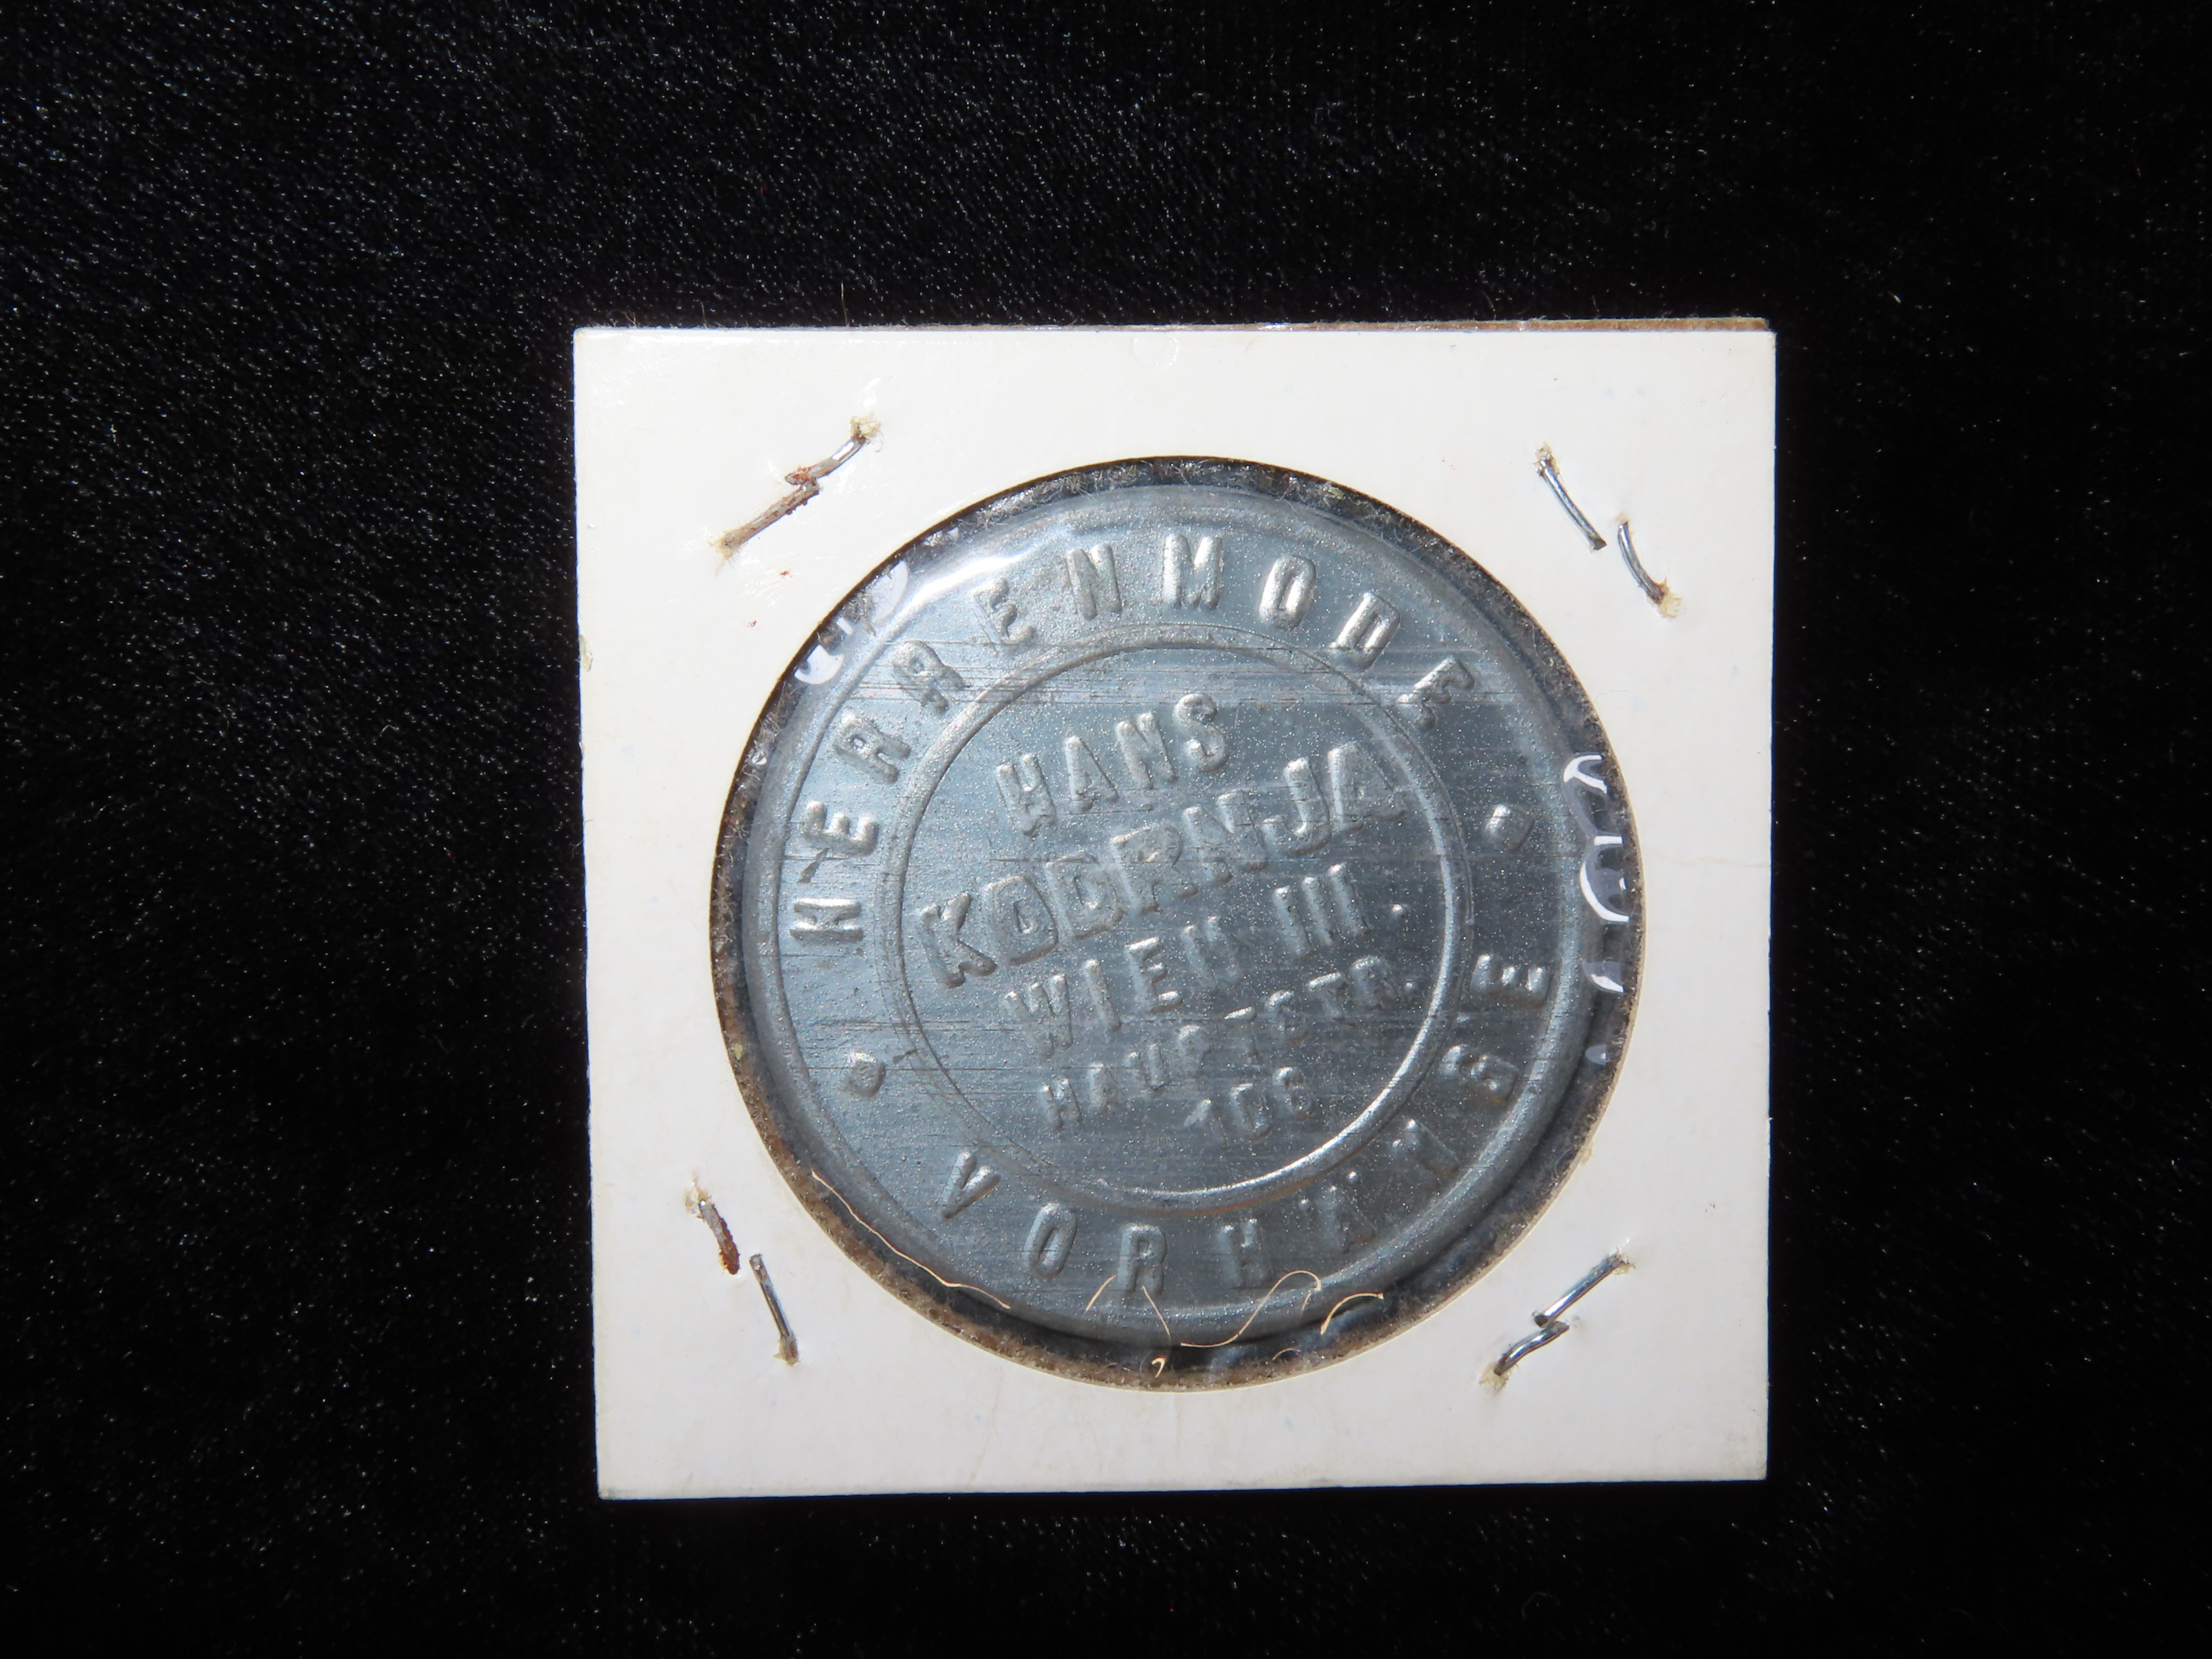 HERRENMODE
HANS
KODRNJA
WIEN III.
HAUPTSTR.
106
VORHÄNGE